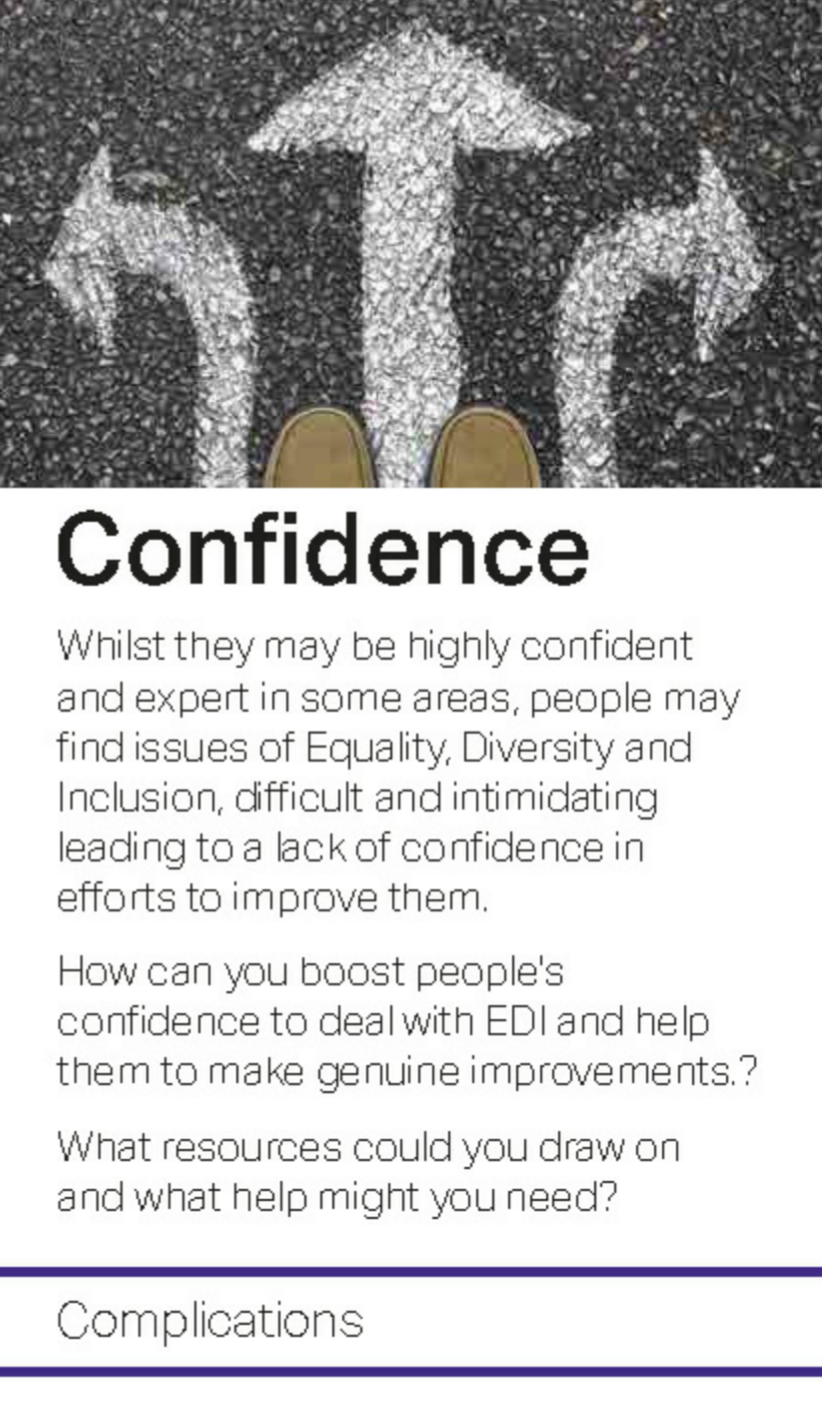 Confidence
Whilst they may be highly confident
and expert in some areas, people may
find issues of Equality, Diversity and
Inclusion, difficult and intimidating
leading to a lack of confidence in
efforts to improve them.
How can you boost people's
confidence to deal with EDI and help
them to make genuine improvements.?
What resources could you draw on
and what help might you need?
Complications